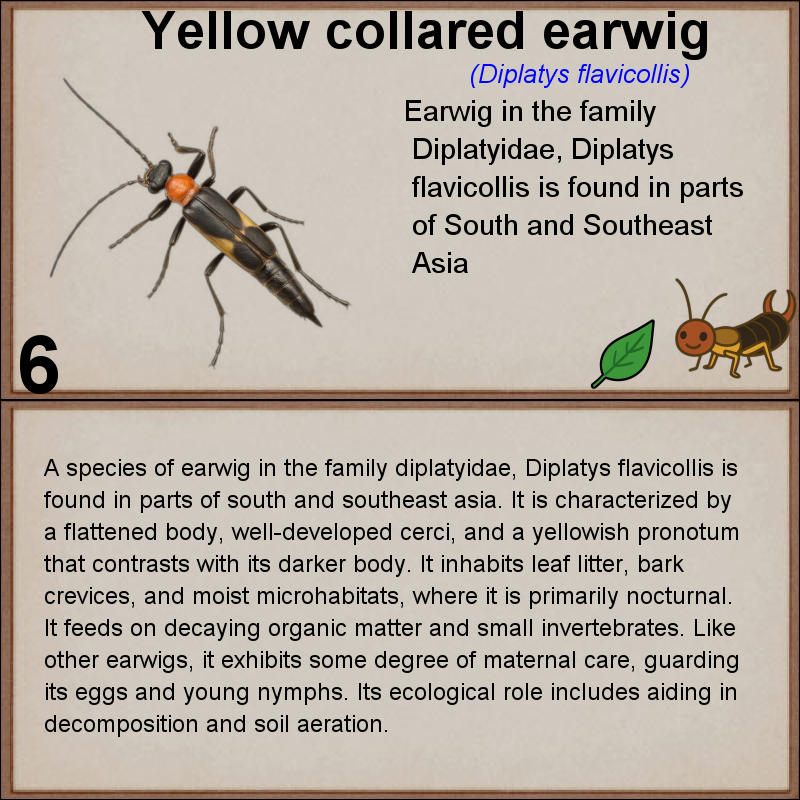 Yellow collared earwig
(Diplatys flavicollis)
Earwig in the family
Diplatyidae, Diplatys
flavicollis is found in parts
of South and Southeast
Asia
6
A species of earwig in the family diplatyidae, Diplatys flavicollis is
found in parts of south and southeast asia. It is characterized by
a flattened body, well-developed cerci, and a yellowish pronotum
that contrasts with its darker body. It inhabits leaf litter, bark
crevices, and moist microhabitats, where it is primarily nocturnal.
It feeds on decaying organic matter and small invertebrates. Like
other earwigs, it exhibits some degree of maternal care, guarding
its eggs and young nymphs. Its ecological role includes aiding in
decomposition and soil aeration.